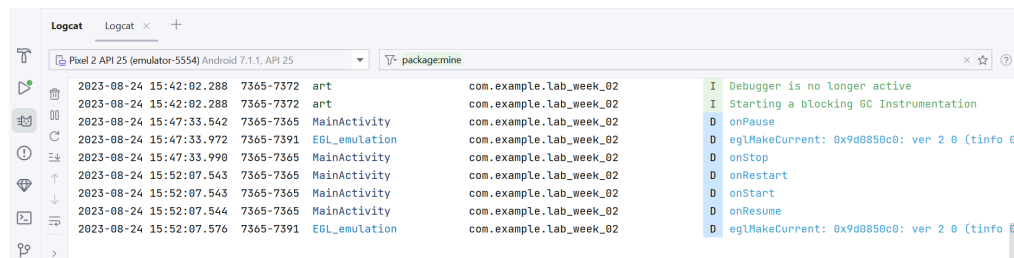 Logcat Logcat
Pixel 2 API 25 (emulator-5554) Android 7.1.1, API 25 package:mine
2023-08-24 15:42:02.288 7365-7372 art com.example.lab_week_02 I Debugger is no longer active
2023-08-24 15:42:02.288 7365-7372 art com.example.lab_week_02 I Starting a blocking GC Instrumentation
2023-08-24 15:47:33.542 7365-7365 MainActivity com.example.lab_week_02 D onPause
2023-08-24 15:47:33.972 7365-7391 EGL_emulation com.example.lab_week_02 D eglMakeCurrent: 0x9d0850c0: ver 2 0 (tinfo 0
2023-08-24 15:47:33.990 7365-7365 MainActivity com.example.lab_week_02 D onStop
2023-08-24 15:52:07.543 7365-7365 MainActivity com.example.lab_week_02 D onRestart
2023-08-24 15:52:07.543 7365-7365 MainActivity com.example.lab_week_02 D onStart
2023-08-24 15:52:07.544 7365-7365 MainActivity com.example.lab_week_02 D onResume
2023-08-24 15:52:07.576 7365-7391 EGL_emulation com.example.lab_week_02 D eglMakeCurrent: 0x9d0850c0: ver 2 0 (tinfo 0